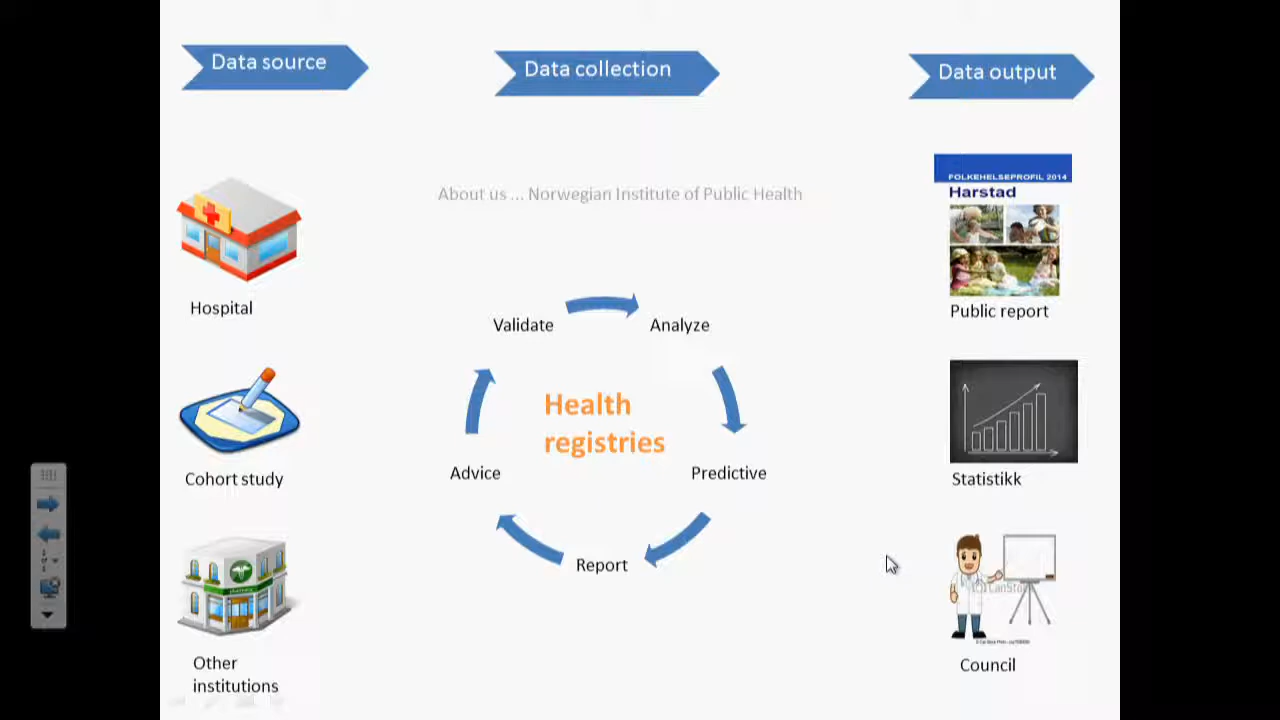 Data source
Data collection
Data output
About us ... Norwegian Institute of Public Health
FOLKEHELSEPROFIL 2014
Harstad
Hospital
Public report
Validate
Analyze
Health
registries
Cohort study
Advice
Predictive
Statistikk
Report
Other
institutions
Council